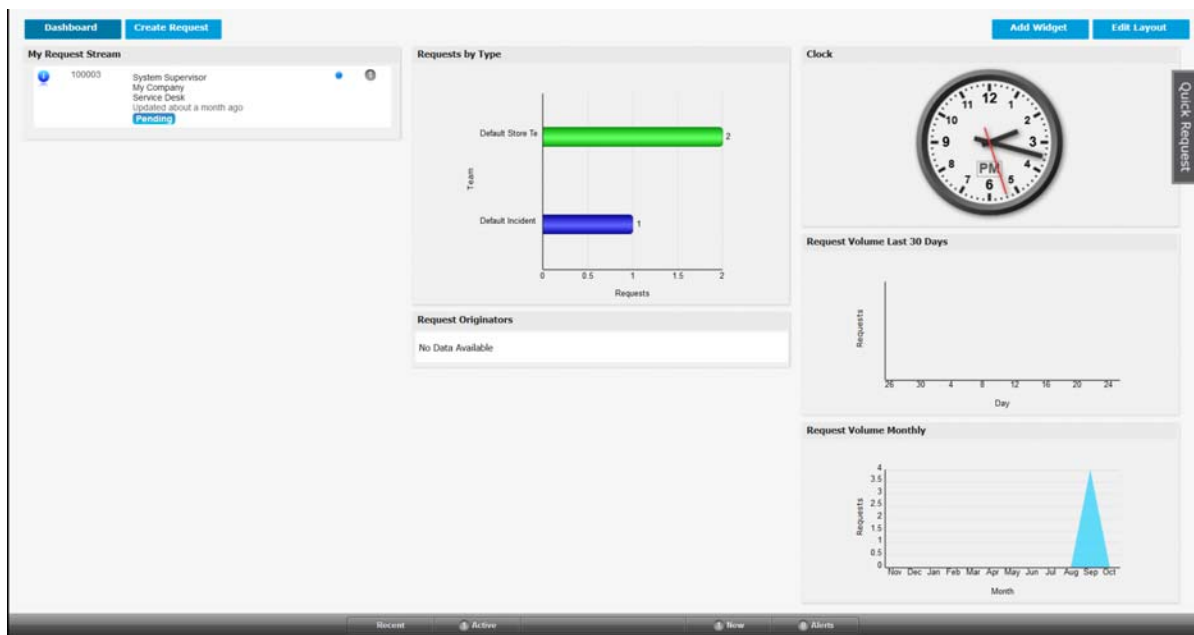 Dashboard
Create Request
Add Widget
Edit Layout
My Request Stream
100003
System Supervisor
My Company
Service Desk
Updated about a month ago
Pending
Requests by Type
Team
Default Store Te
2
Default Incident
1
0 0.5 1 1.5 2
Requests
Request Originators
No Data Available
Clock
12
11 1
10 2
9 3
8 PM 4
7 5
6
Quick Request
Request Volume Last 30 Days
Requests
26 30 4 8 12 16 20 24
Day
Request Volume Monthly
Requests
4
3.5
3
2.5
2
1.5
1
0.5
0
Nov Dec Jan Feb Mar Apr May Jun Jul Aug Sep Oct
Month
Recent
Active
New
Alerts